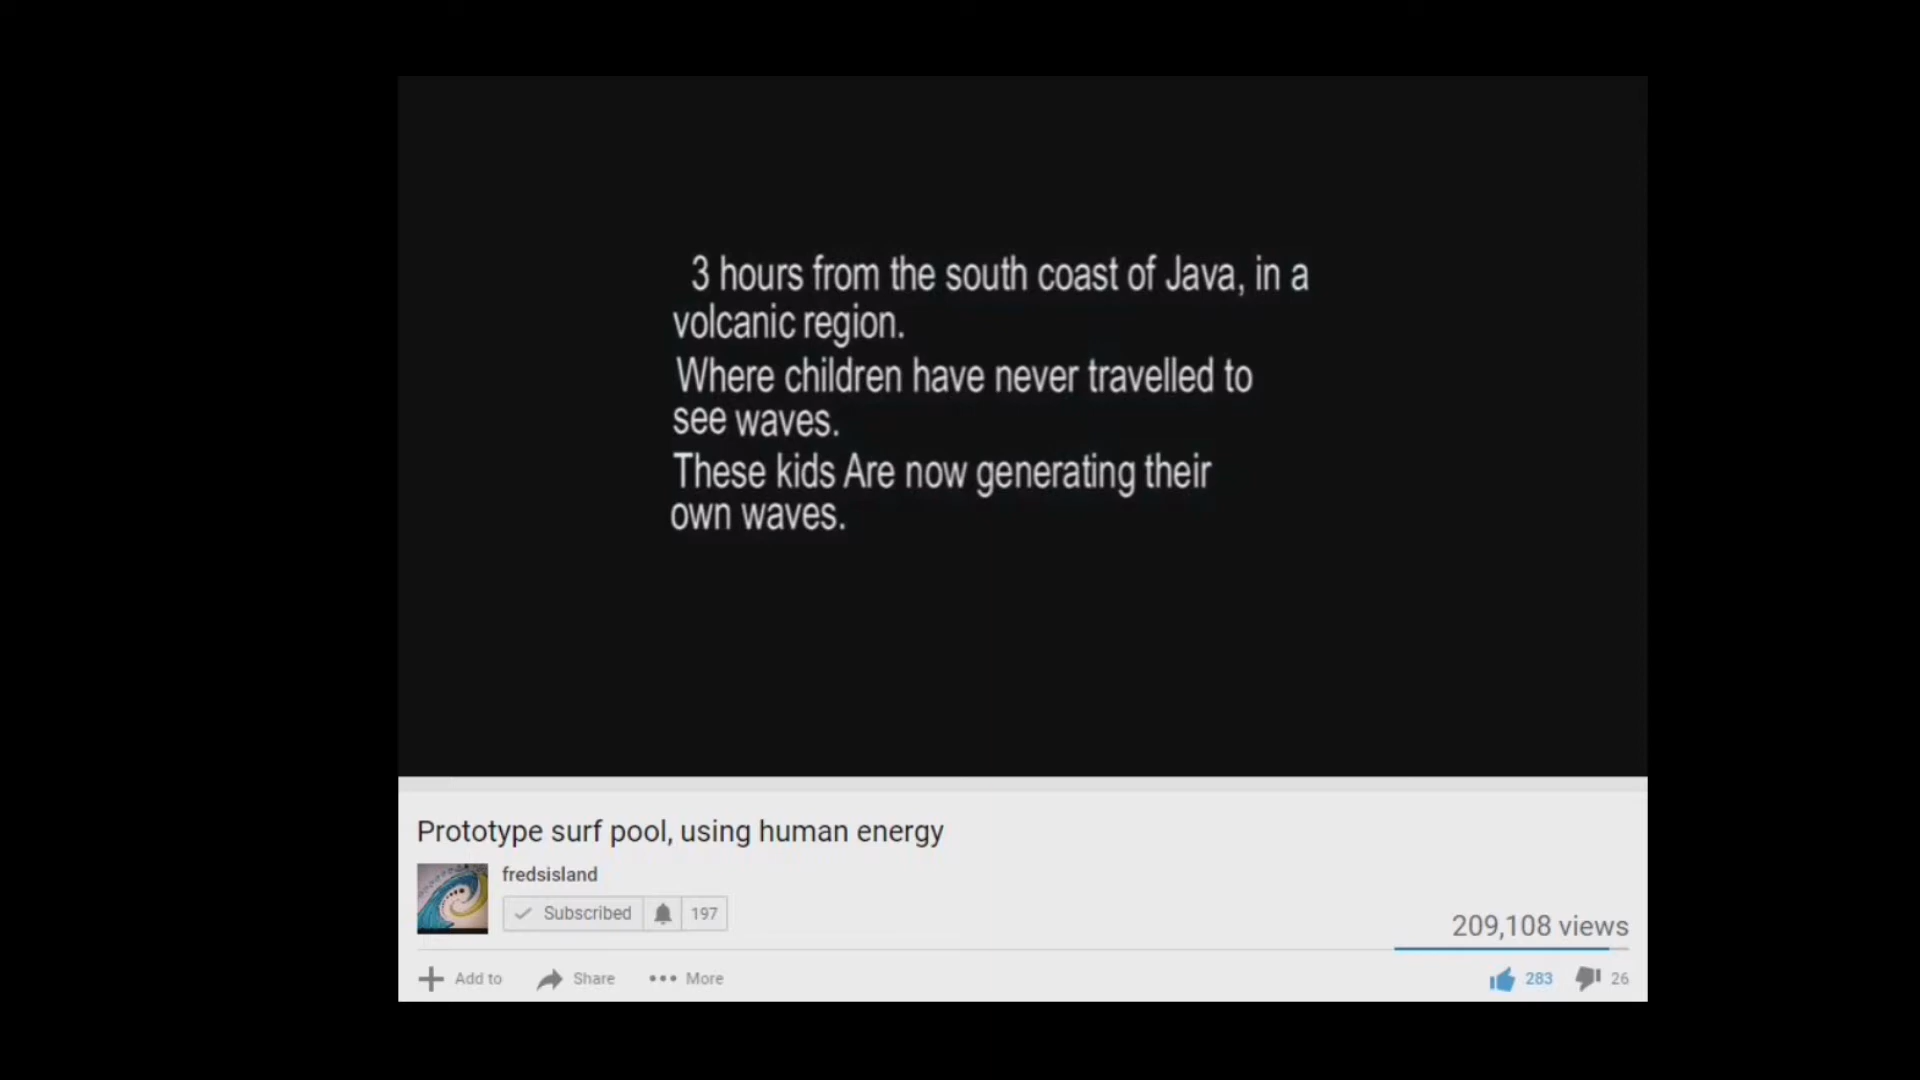 3 hours from the south coast of Java, in a
volcanic region.
Where children have never travelled to
see waves.
These kids Are now generating their
own waves.
Prototype surf pool, using human energy
fredsisland
Subscribed 197
209,108 views
Add to Share More
283 26